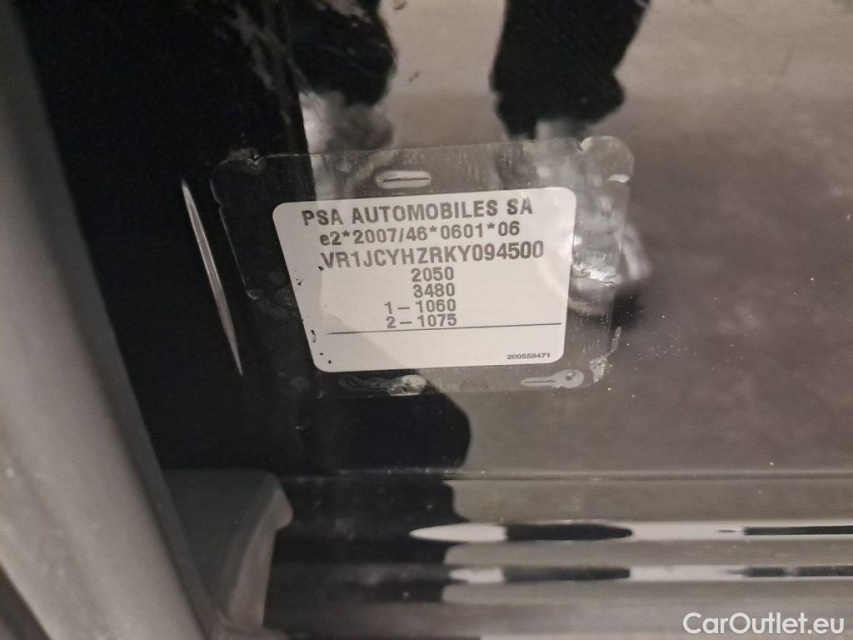 PSA AUTOMOBILES SA
e2*2007/46*0601*06
VR1JCYHZRKY094500
2050
3480
1-1060
2-1075
200559471
CarOutlet.eu